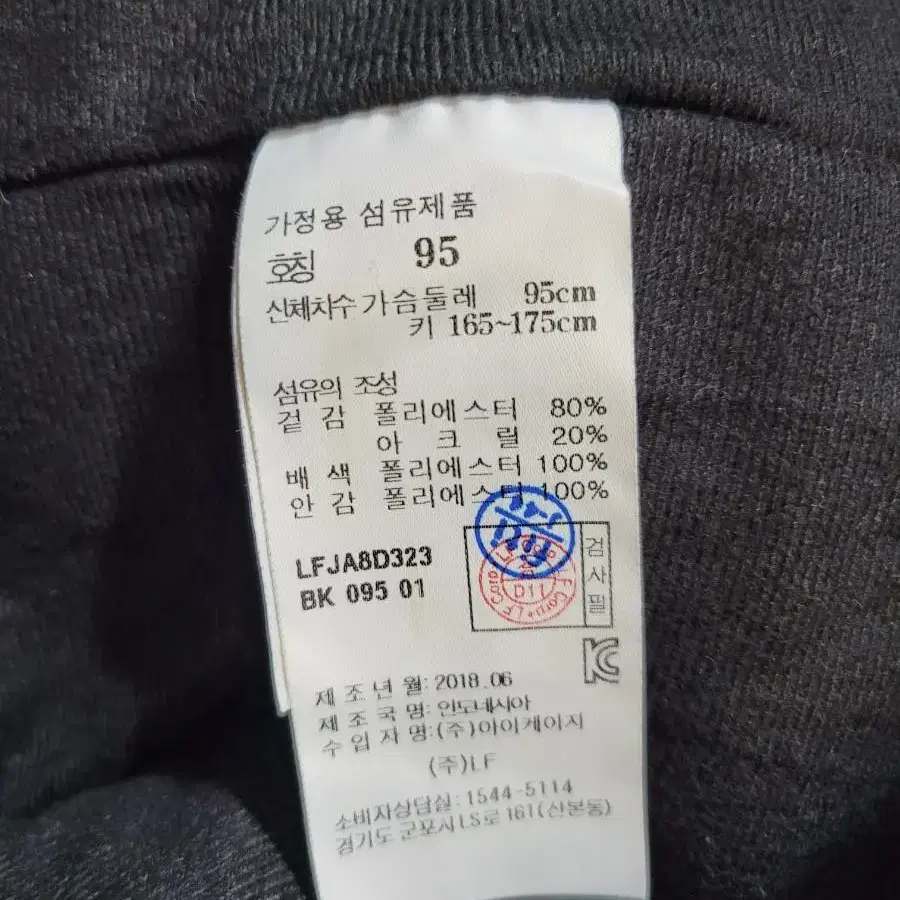 가정용 섬유제품
호칭 95
신체치수 가슴둘레 95cm
키 165~175cm
섬유의 조성
겉 감 폴리에스터 80%
아 크 릴 20%
배 색 폴리에스터 100%
안 감 폴리에스터 100%
LFJA8D323
BK 095 01
검사필
D11
제 조 년 월: 2018.06
제 조 국 명: 인도네시아
수 입 자 명: (주)아이케이지
(주)LF
소비자상담실: 1544-5114
경기도 군포시 LS로 161(산본동)